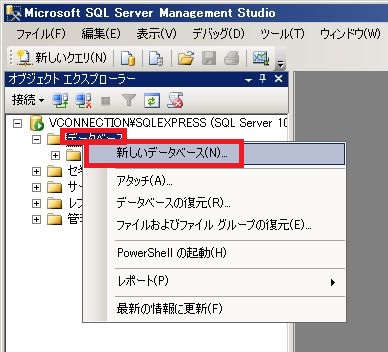 Microsoft SQL Server Management Studio
ファイル(F) 編集(E) 表示(V) デバッグ(D) ツール(T) ウィンドウ(W)
新しいクエリ(N)
オブジェクト エクスプローラー
接続
VCONNECTION¥SQLEXPRESS (SQL Server 10
データベース
新しいデータベース(N)...
セキ
アタッチ(A)...
サー
データベースの復元(R)...
レプ
ファイルおよびファイル グループの復元(E)...
管理
PowerShell の起動(H)
レポート(P)
最新の情報に更新(F)